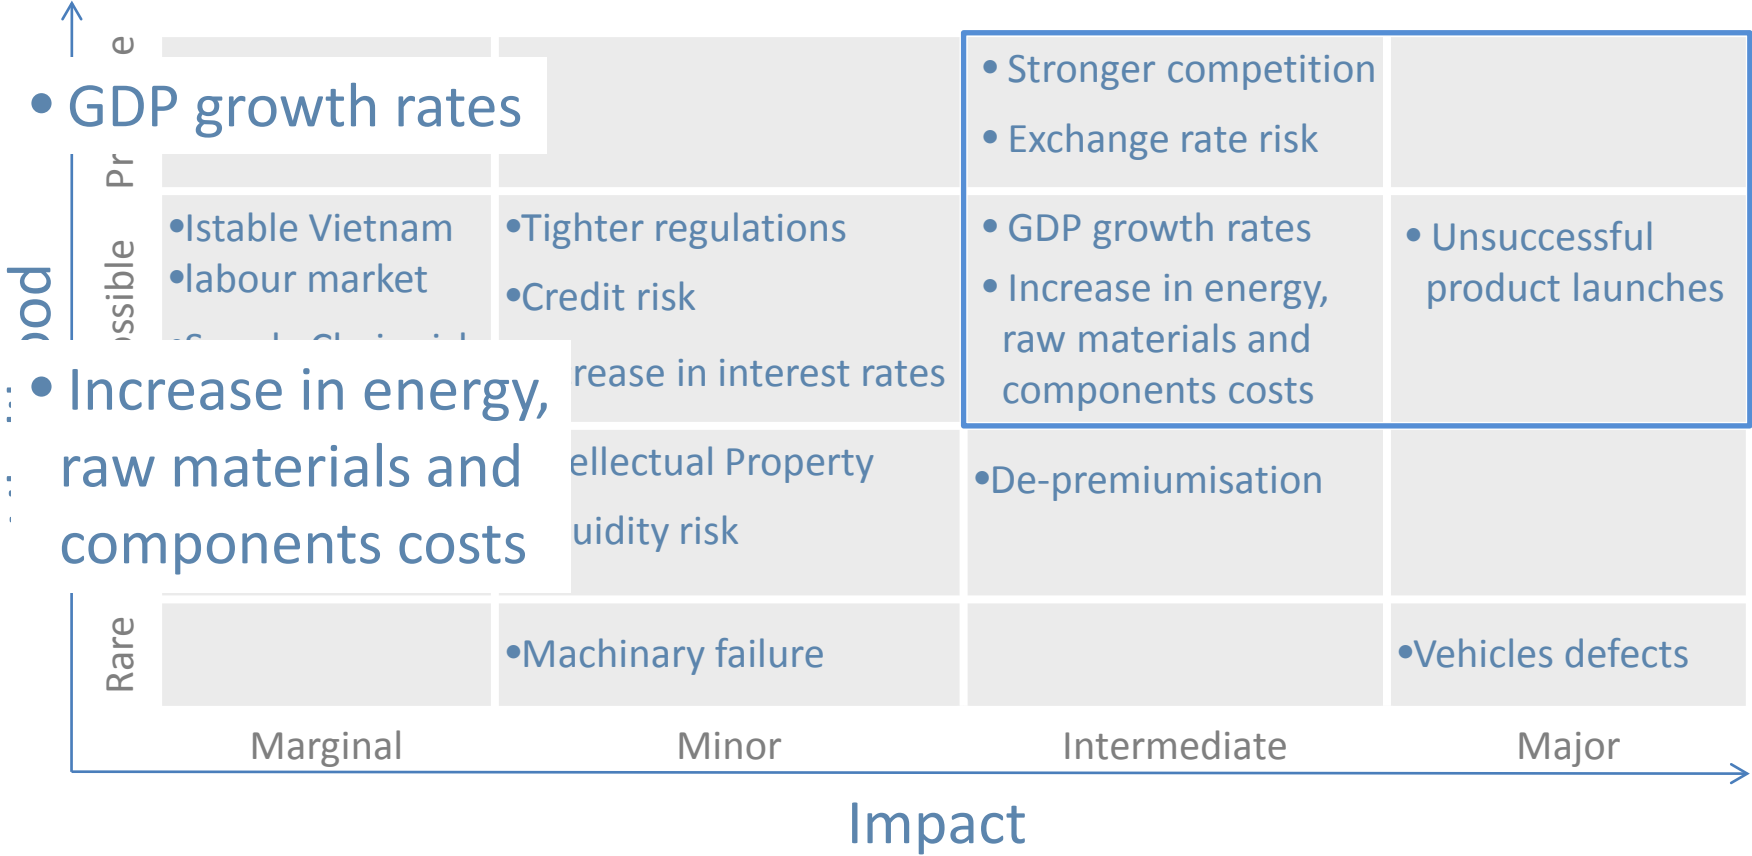 • GDP growth rates
• Increase in energy,
raw materials and
components costs
• Stronger competition
• Exchange rate risk
•Istable Vietnam
•labour market
•Tighter regulations
•Credit risk
rease in interest rates
• GDP growth rates
• Increase in energy,
raw materials and
components costs
• Unsuccessful
product launches
ellectual Property
uidity risk
•De-premiumisation
Rare
•Machinary failure
•Vehicles defects
Marginal
Minor
Intermediate
Major
Impact